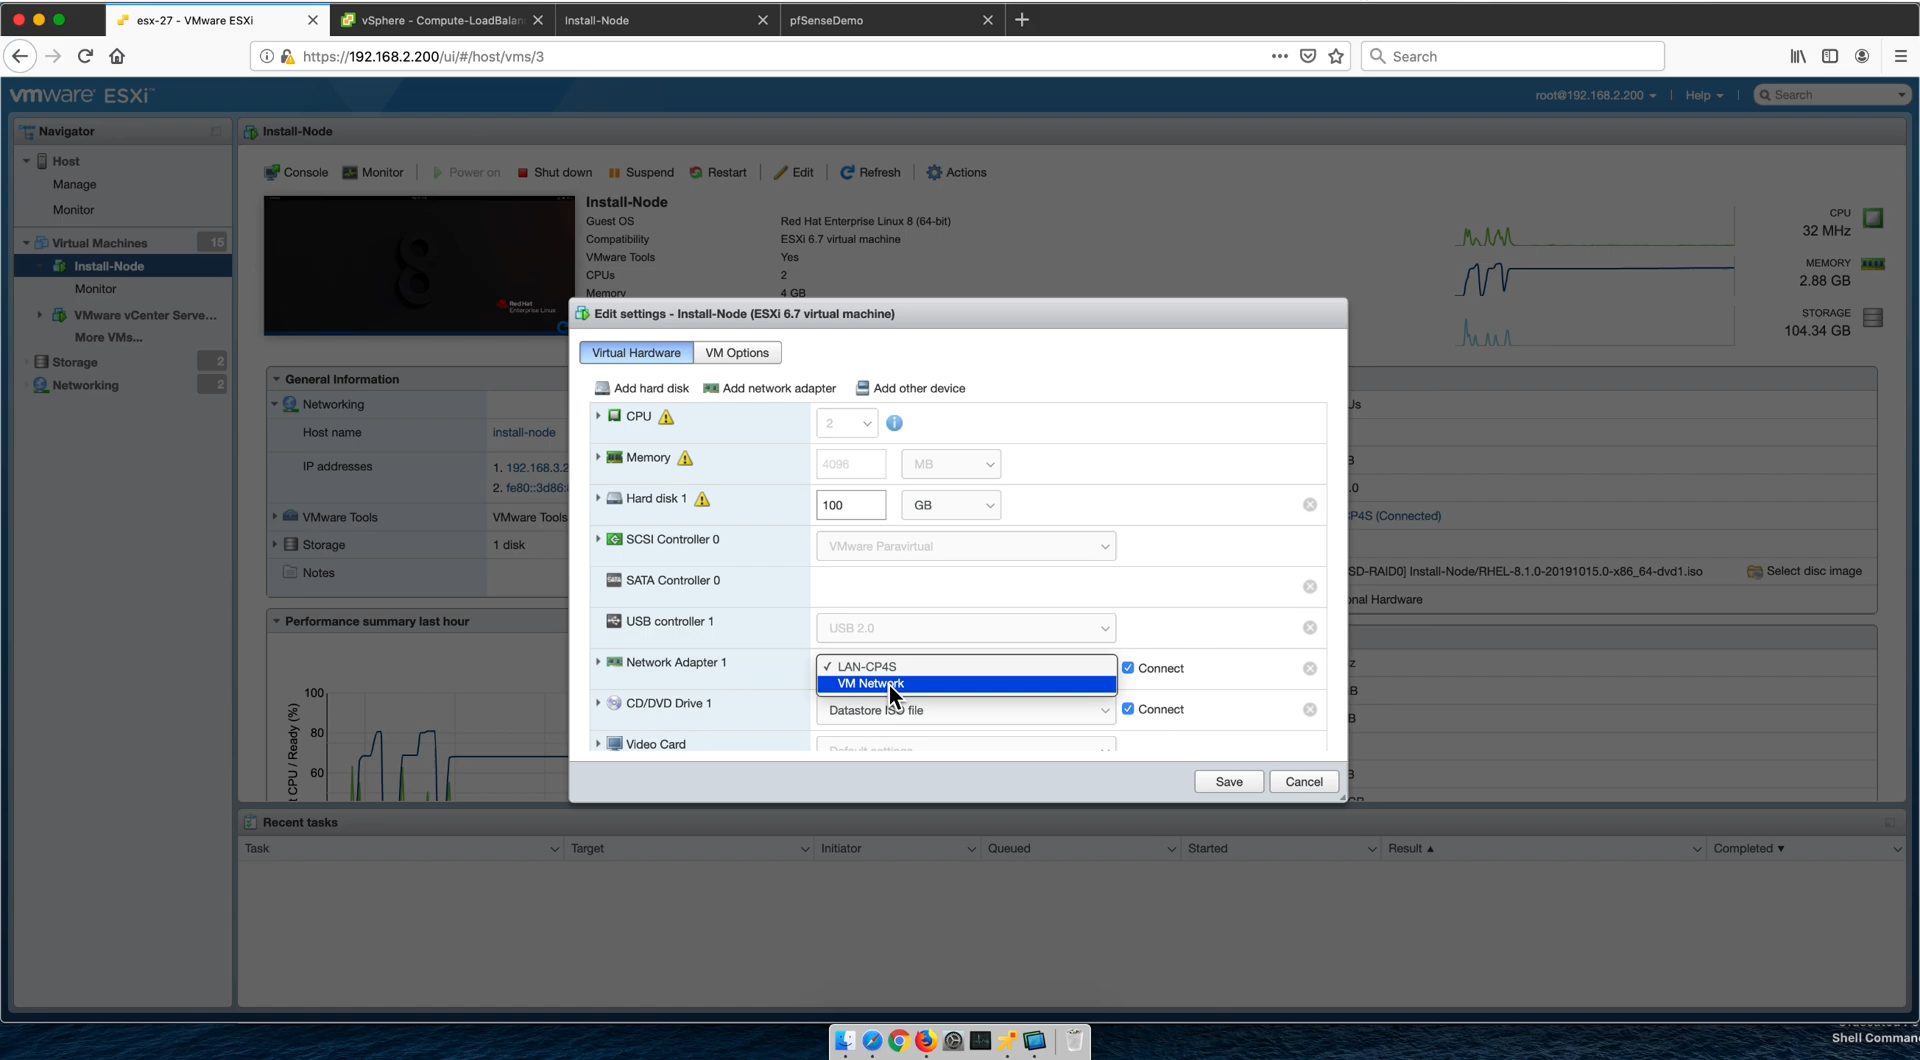 esx-27 - VMware ESXi
vSphere - Compute-LoadBalan
Install-Node
pfSenseDemo
https://192.168.2.200/ui/#/host/vms/3
Search
vmware ESXi
root@192.168.2.200
Help
Search
Navigator
Host
Manage
Monitor
Virtual Machines
15
Install-Node
Monitor
VMware vCenter Serve...
More VMs...
Storage
2
Networking
2
Install-Node
Console
Monitor
Power on
Shut down
Suspend
Restart
Edit
Refresh
Actions
8
Red Hat
Enterprise Linux
Install-Node
Guest OS
Red Hat Enterprise Linux 8 (64-bit)
Compatibility
ESXi 6.7 virtual machine
VMware Tools
Yes
CPUs
2
Memory
4 GB
CPU
32 MHz
MEMORY
2.88 GB
STORAGE
104.34 GB
General Information
Networking
Host name
install-node
IP addresses
1. 192.168.3.2
2. fe80::3d86:
VMware Tools
VMware Tools
Storage
1 disk
Notes
Performance summary last hour
t CPU / Ready (%)
100
80
60
Edit settings - Install-Node (ESXi 6.7 virtual machine)
Virtual Hardware
VM Options
Add hard disk
Add network adapter
Add other device
CPU
2
Memory
4096
MB
Hard disk 1
100
GB
SCSI Controller 0
VMware Paravirtual
SATA Controller 0
USB controller 1
USB 2.0
Network Adapter 1
✓ LAN-CP4S
VM Network
Connect
CD/DVD Drive 1
Datastore ISO file
Connect
Video Card
Default settings
Save
Cancel
CP4S (Connected)
SD-RAID0] Install-Node/RHEL-8.1.0-20191015.0-x86_64-dvd1.iso
Select disc image
nal Hardware
Recent tasks
Task
Target
Initiator
Queued
Started
Result ▲
Completed ▼
Shell Comman